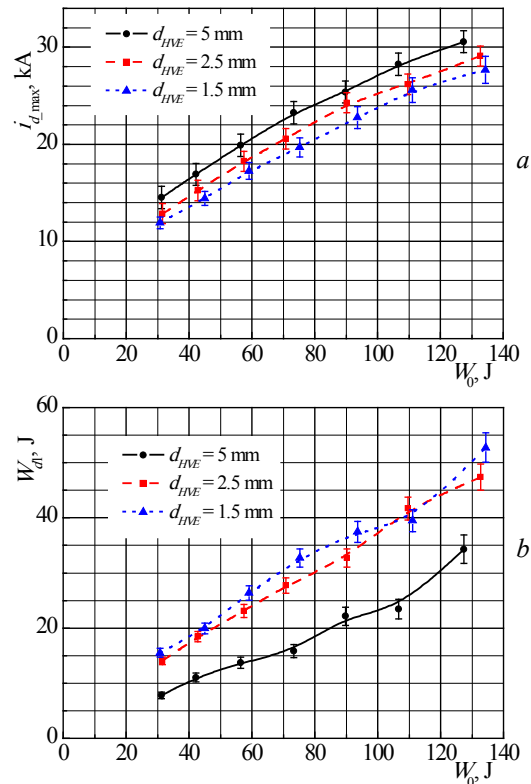 30
20
10
0
i_d_max, kA
d_HVE = 5 mm
d_HVE = 2.5 mm
d_HVE = 1.5 mm
a
0 20 40 60 80 100 120 140
W_0, J
60
40
20
0
W_d1, J
d_HVE = 5 mm
d_HVE = 2.5 mm
d_HVE = 1.5 mm
b
0 20 40 60 80 100 120 140
W_0, J